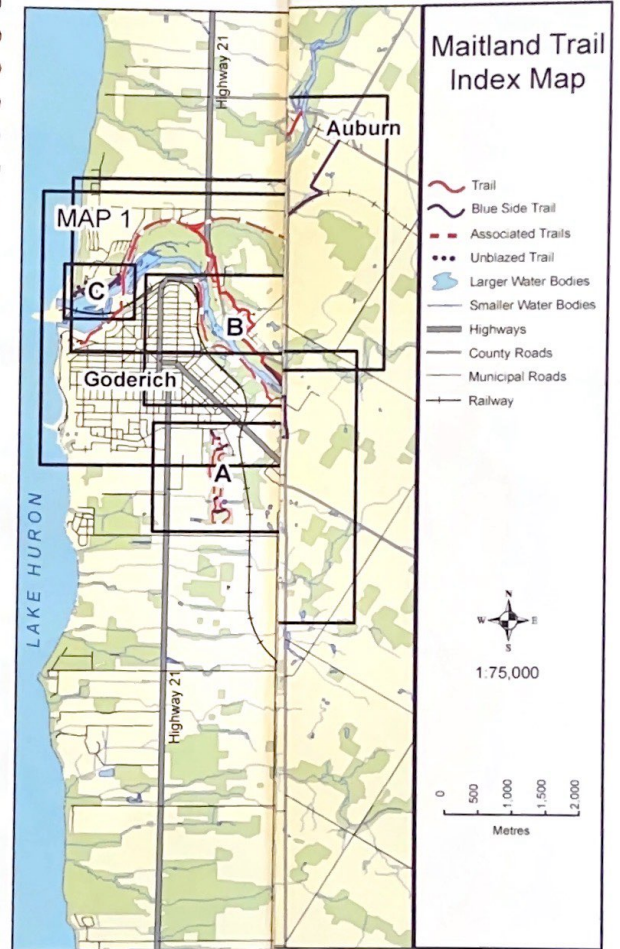 Maitland Trail
Index Map
Highway 21
Auburn
MAP 1
C
B
Goderich
A
LAKE HURON
Highway 21
Trail
Blue Side Trail
Associated Trails
Unblazed Trail
Larger Water Bodies
Smaller Water Bodies
Highways
County Roads
Municipal Roads
Railway
N
W E
S
1:75,000
0 500 1,000 1,500 2,000
Metres